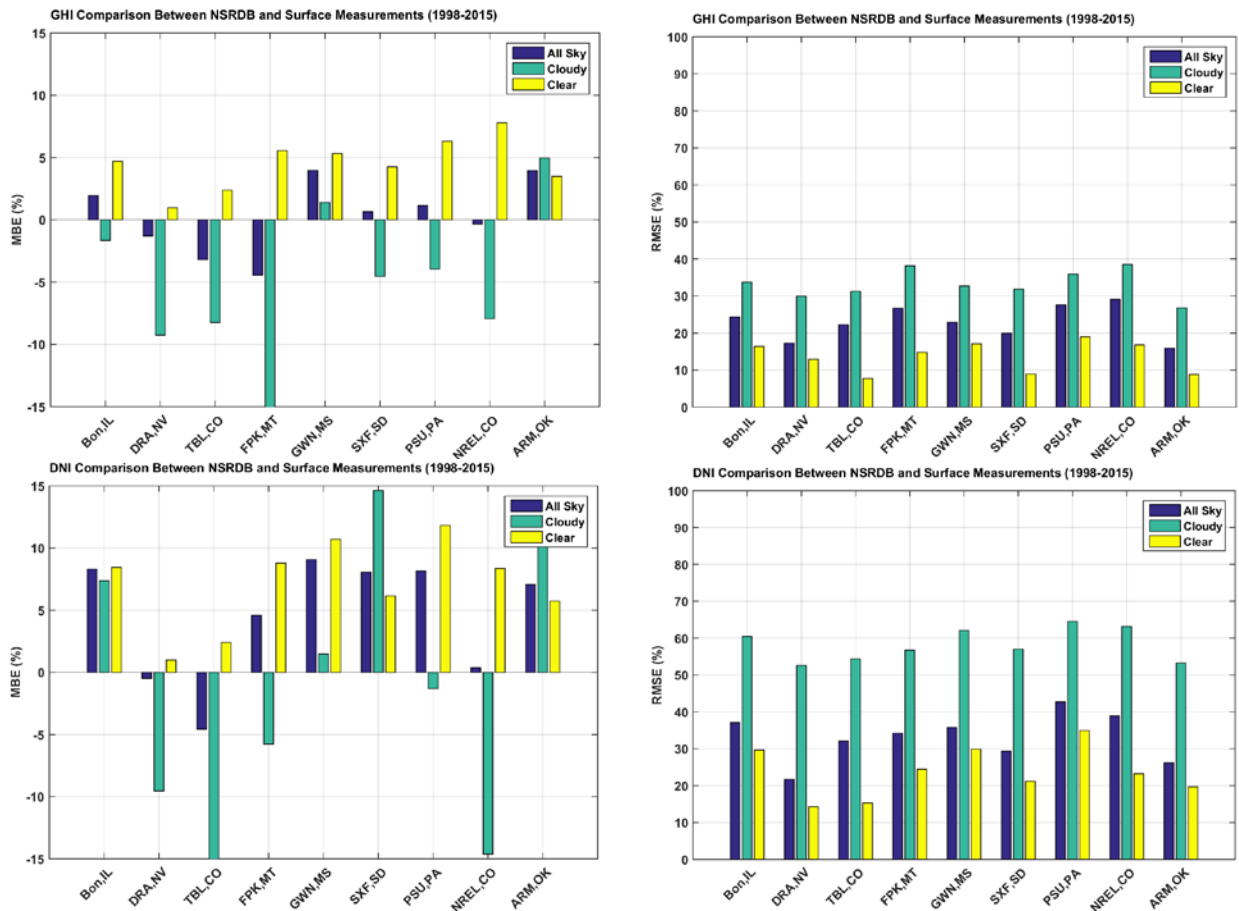 GHI Comparison Between NSRDB and Surface Measurements (1998-2015)
15
10
5
0
-5
-10
-15
MBE (%)
All Sky
Cloudy
Clear
Bon,IL
DRA,NV
TBL,CO
FPK,MT
GWN,MS
SXF,SD
PSU,PA
NREL,CO
ARM,OK
GHI Comparison Between NSRDB and Surface Measurements (1998-2015)
100
90
80
70
60
50
40
30
20
10
0
RMSE (%)
All Sky
Cloudy
Clear
Bon,IL
DRA,NV
TBL,CO
FPK,MT
GWN,MS
SXF,SD
PSU,PA
NREL,CO
ARM,OK
DNI Comparison Between NSRDB and Surface Measurements (1998-2015)
15
10
5
0
-5
-10
-15
MBE (%)
All Sky
Cloudy
Clear
Bon,IL
DRA,NV
TBL,CO
FPK,MT
GWN,MS
SXF,SD
PSU,PA
NREL,CO
ARM,OK
DNI Comparison Between NSRDB and Surface Measurements (1998-2015)
100
90
80
70
60
50
40
30
20
10
0
RMSE (%)
All Sky
Cloudy
Clear
Bon,IL
DRA,NV
TBL,CO
FPK,MT
GWN,MS
SXF,SD
PSU,PA
NREL,CO
ARM,OK